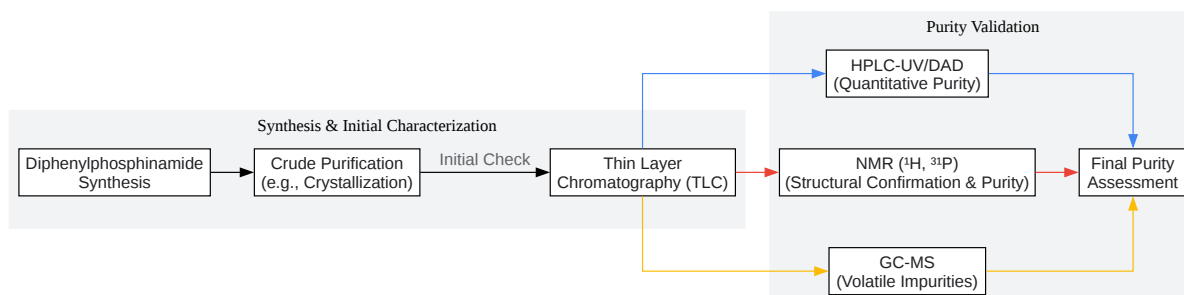 Purity Validation
HPLC-UV/DAD
(Quantitative Purity)
Synthesis & Initial Characterization
Diphenylphosphinamide
Synthesis
Crude Purification
(e.g., Crystallization)
Initial Check
Thin Layer
Chromatography (TLC)
NMR (¹H, ³¹P)
(Structural Confirmation & Purity)
Final Purity
Assessment
GC-MS
(Volatile Impurities)